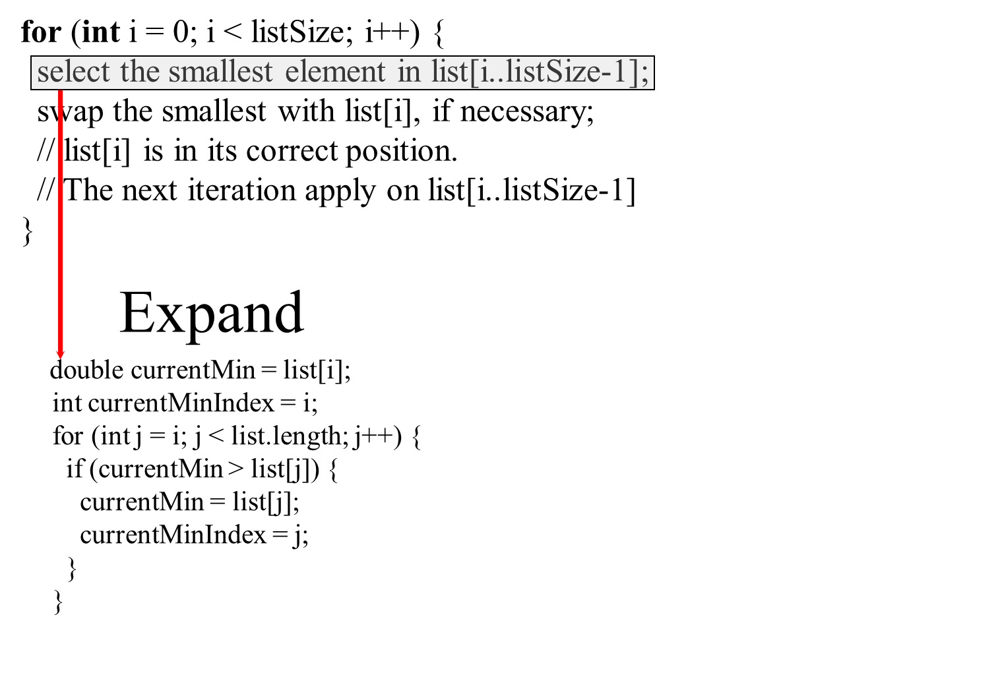 for (int i = 0; i < listSize; i++) {
select the smallest element in list[i..listSize-1];
swap the smallest with list[i], if necessary;
// list[i] is in its correct position.
// The next iteration apply on list[i..listSize-1]
}
Expand
double currentMin = list[i];
int currentMinIndex = i;
for (int j = i; j < list.length; j++) {
if (currentMin > list[j]) {
currentMin = list[j];
currentMinIndex = j;
}
}